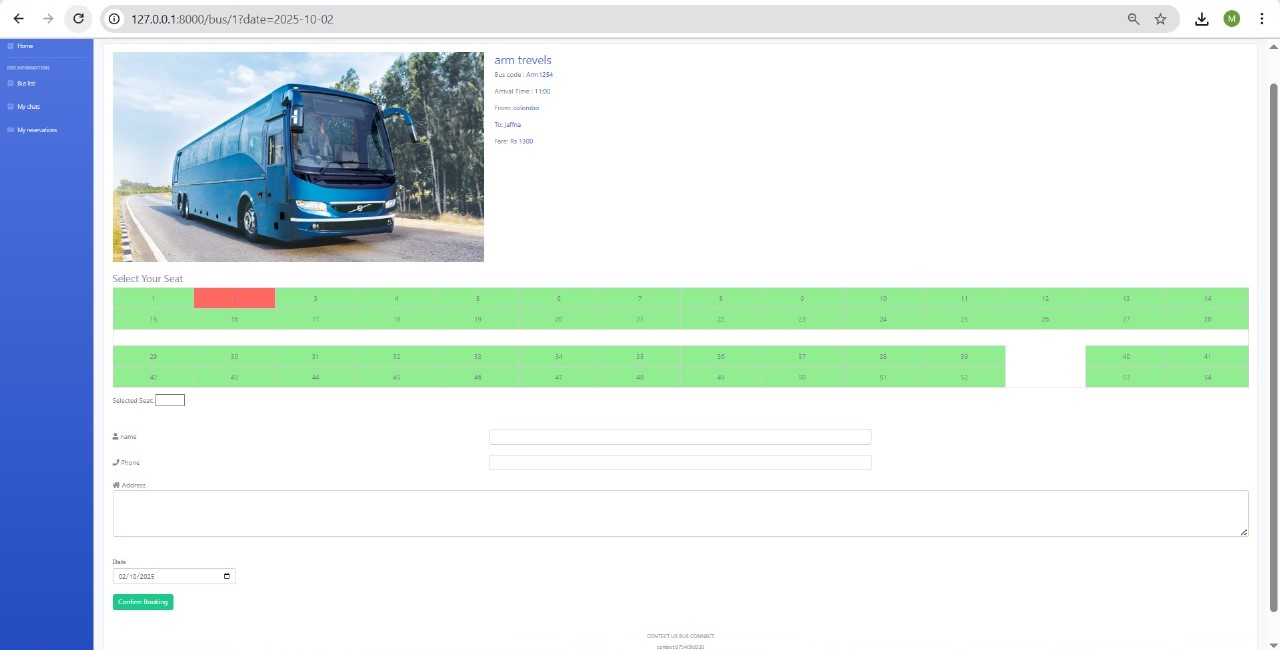 127.0.0.1:8000/bus/1?date=2025-10-02
M
Home
BUS INFORMATION
Bus list
My chats
My reservations
arm trevels
Bus code : Arm 1254
Arrival Time : 11:00
From: colombo
To: Jaffna
Fare: Rs 1300
Select Your Seat
1 2 3 4 5 6 7 8 9 10 11 12 13 14
15 16 17 18 19 20 21 22 23 24 25 26 27 28
29 30 31 32 33 34 35 36 37 38 39 40 41
42 43 44 45 46 47 48 49 50 51 52 53 54
Selected Seat:
name
Phone
Address
Date
02/10/2025
Confirm Booking
CONTECT US BUS CONNECT